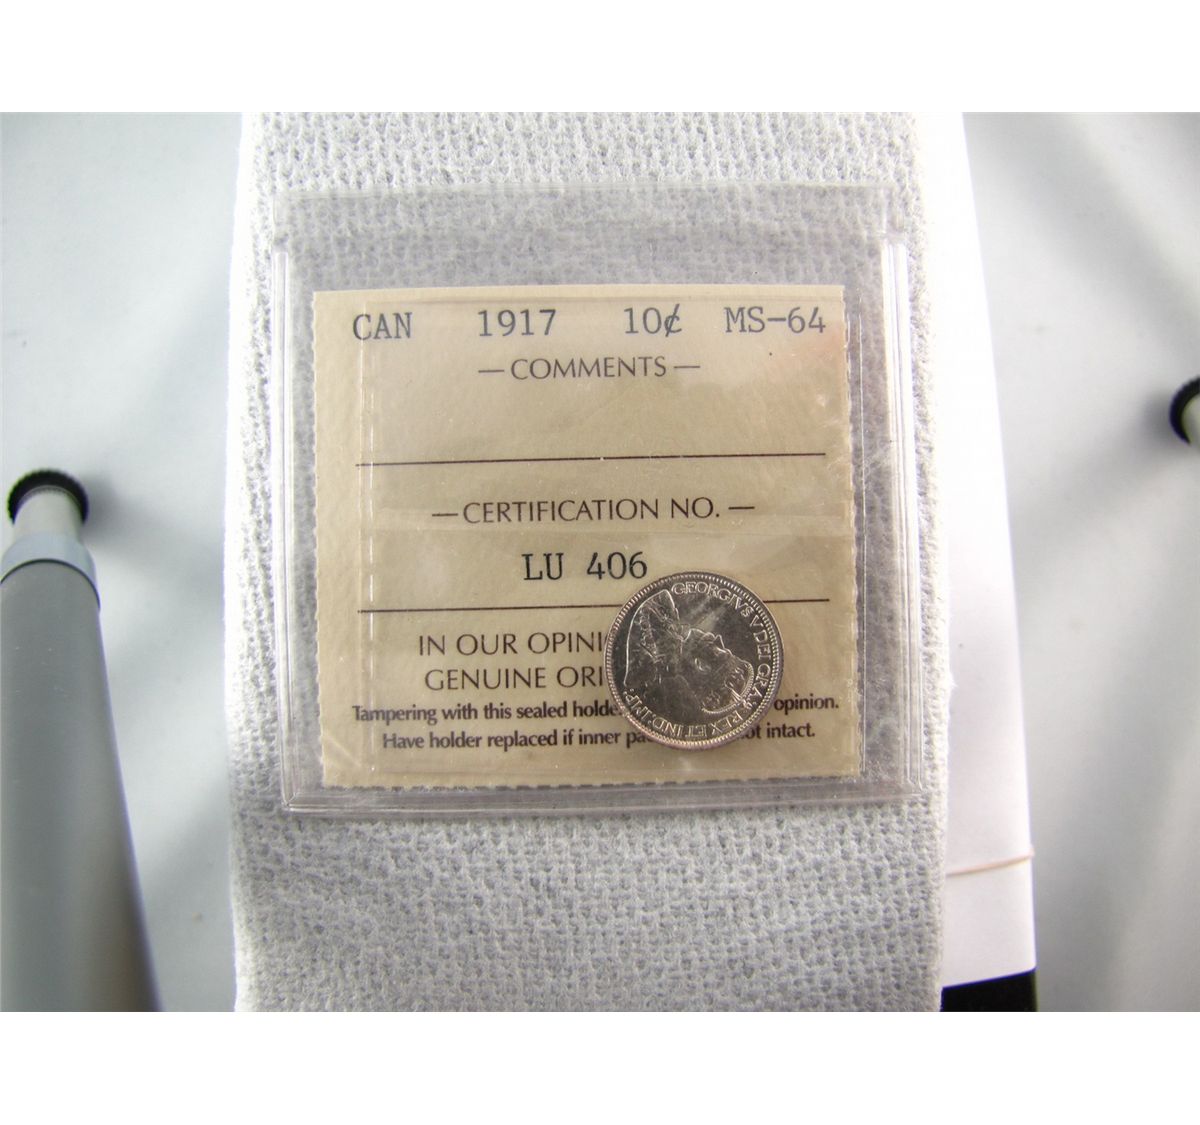 CAN 1917 10¢ MS-64
— COMMENTS —
— CERTIFICATION NO. —
LU 406
IN OUR OPINI
GENUINE ORI
Tampering with this sealed holde opinion.
Have holder replaced if inner pa ot intact.
GEORGIVS V DEI GRA: REX ET IND: IMP: